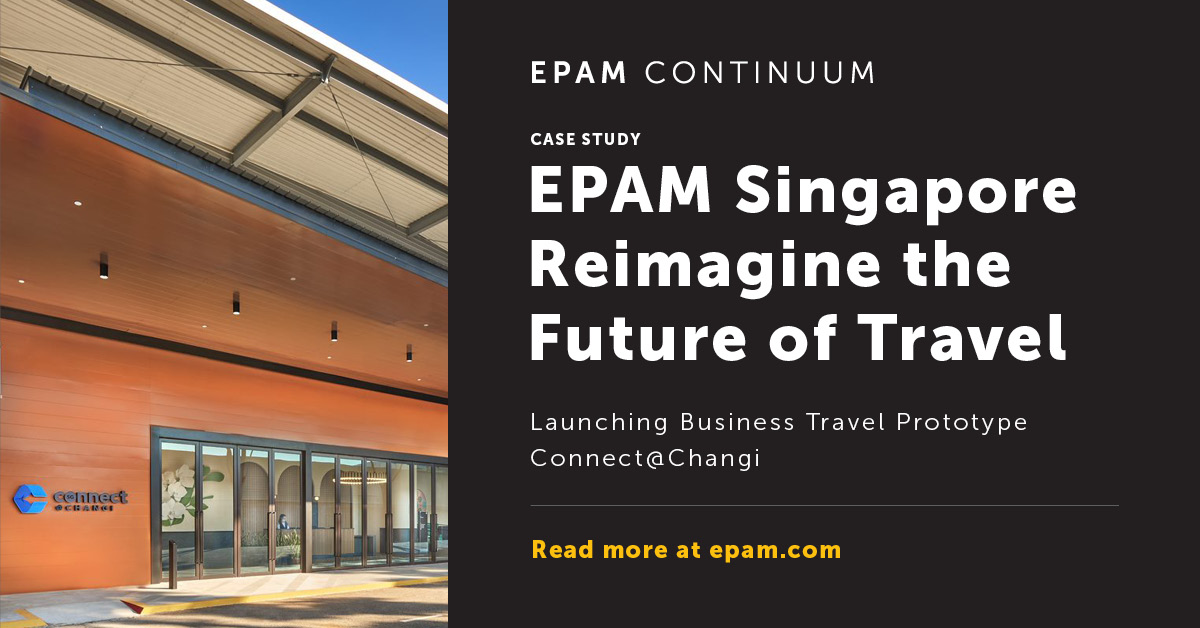 connect
@CHANGI
EPAM CONTINUUM
CASE STUDY
EPAM Singapore
Reimagine the
Future of Travel
Launching Business Travel Prototype
Connect@Changi
Read more at epam.com